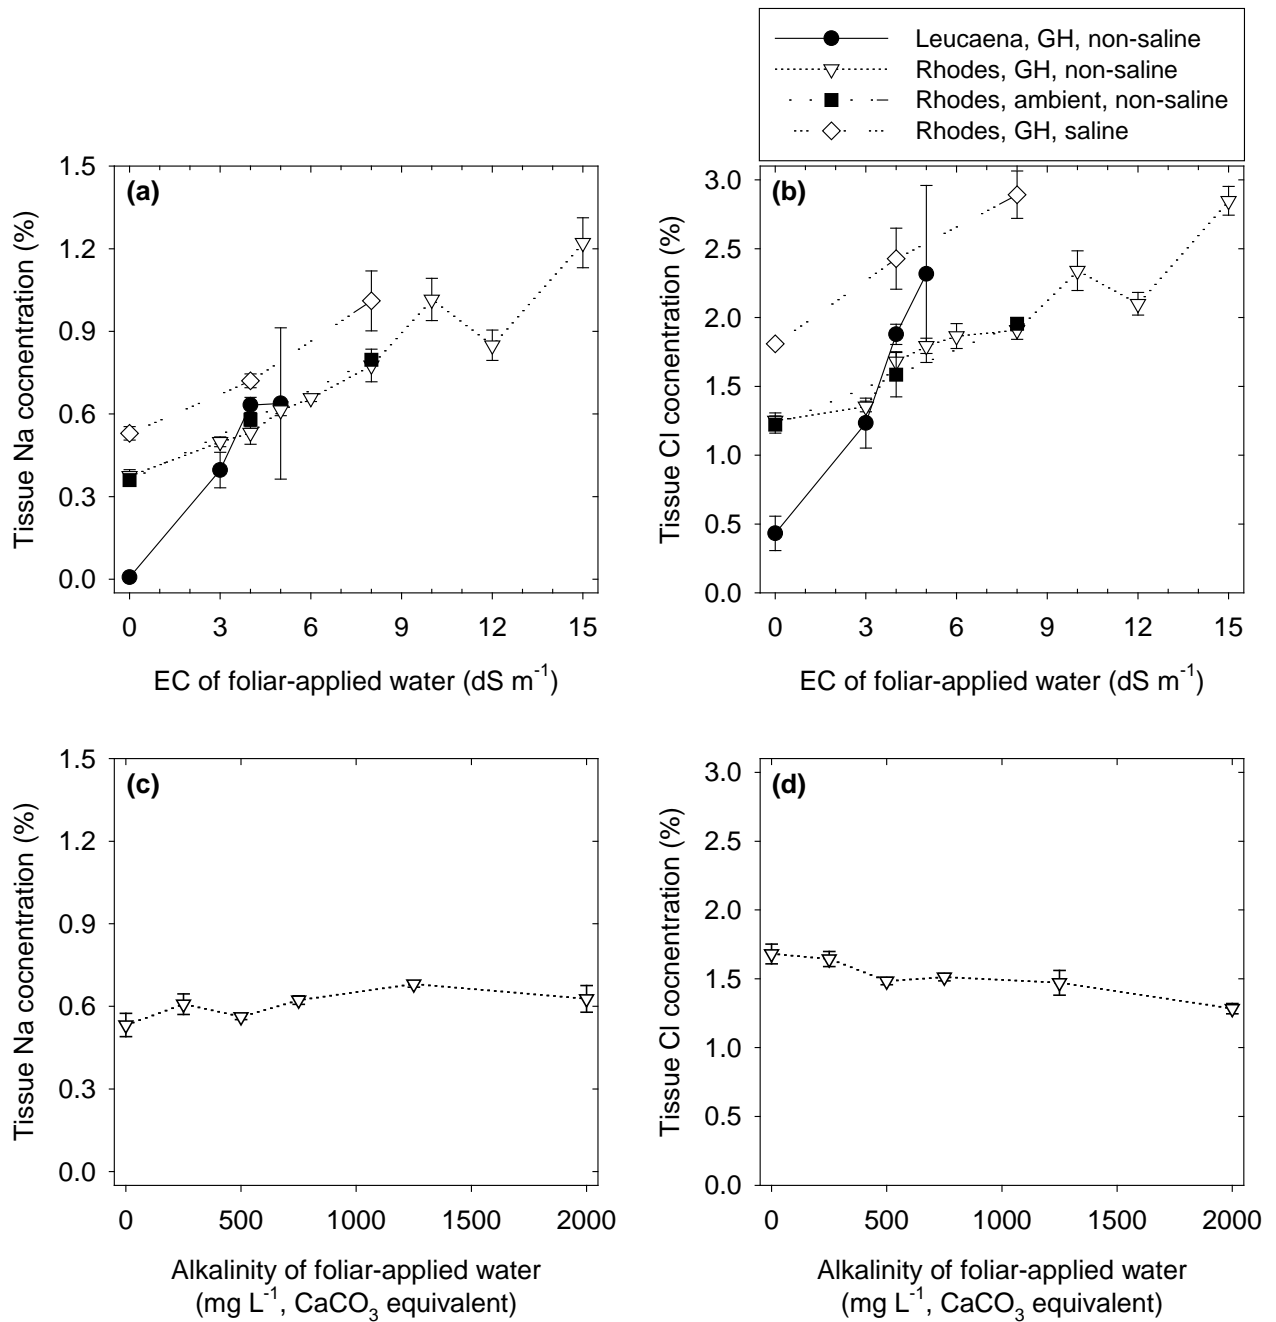 Leucaena, GH, non-saline
Rhodes, GH, non-saline
Rhodes, ambient, non-saline
Rhodes, GH, saline
(a)
Tissue Na cocnentration (%)
1.5
1.2
0.9
0.6
0.3
0.0
0 3 6 9 12 15
EC of foliar-applied water (dS m⁻¹)
(b)
Tissue Cl cocnentration (%)
3.0
2.5
2.0
1.5
1.0
0.5
0.0
0 3 6 9 12 15
EC of foliar-applied water (dS m⁻¹)
(c)
Tissue Na cocnentration (%)
1.5
1.2
0.9
0.6
0.3
0.0
0 500 1000 1500 2000
Alkalinity of foliar-applied water
(mg L⁻¹, CaCO₃ equivalent)
(d)
Tissue Cl cocnentration (%)
3.0
2.5
2.0
1.5
1.0
0.5
0.0
0 500 1000 1500 2000
Alkalinity of foliar-applied water
(mg L⁻¹, CaCO₃ equivalent)